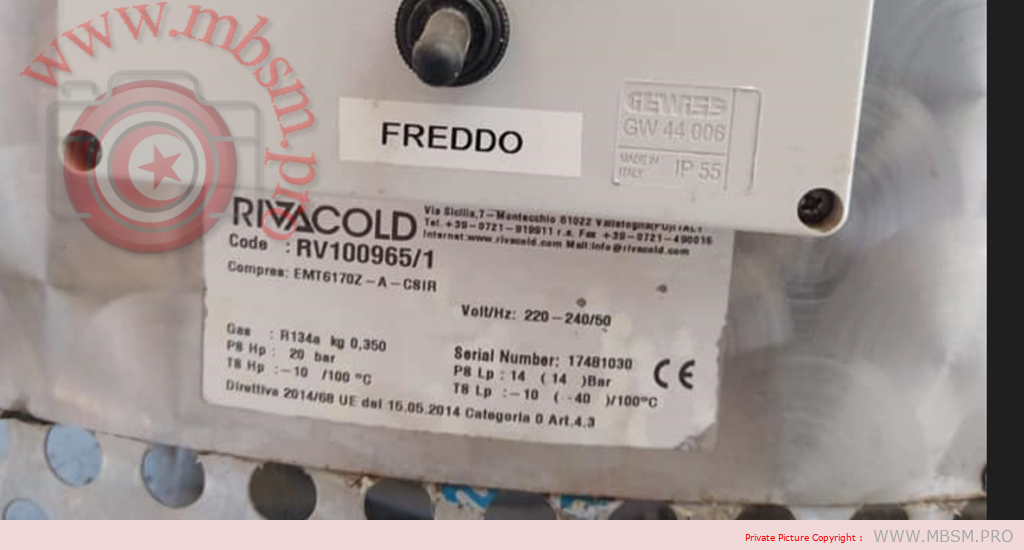 www.mbsm.pro
FREDDO
GEWISS
GW 44 006
MADE IN
ITALY
IP 55
RIVACOLD
Via Sicilia,7-Montecchio 61022 Vallefoglia(PU)ITALY
Tel. +39-0721-919911 r.a. Fax +39-0721-490015
Internet:www.rivacold.com Mail:info@rivacold.com
Code : RV100965/1
Compres: EMT6170Z-A-CSIR
Volt/Hz: 220-240/50
Gas : R134a kg 0,350
PS Hp : 20 bar
TS Hp :-10 /100 °C
Serial Number: 17481030
PS Lp : 14 ( 14 )Bar
TS Lp :-10 ( -40 )/100°C
CE
Direttiva 2014/68 UE del 15.05.2014 Categoria 0 Art.4.3
Private Picture Copyright : WWW.MBSM.PRO